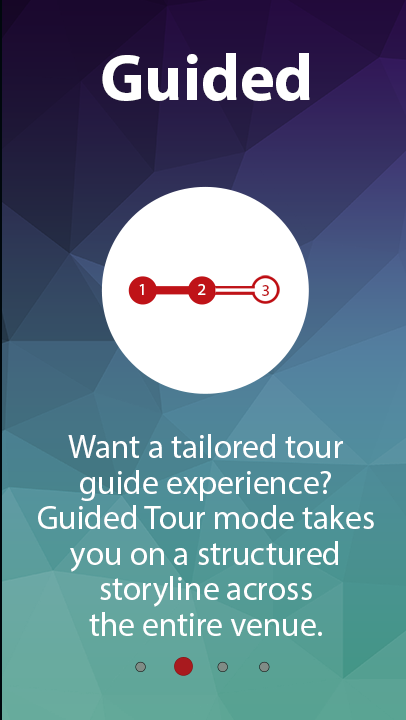 Guided
1 2 3
Want a tailored tour
guide experience?
Guided Tour mode takes
you on a structured
storyline across
the entire venue.